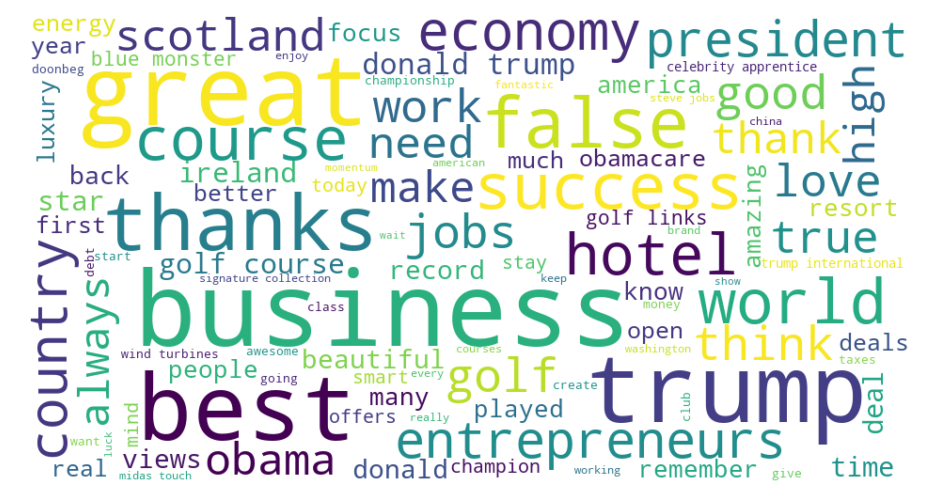 energy
scotland
focus
economy
president
year
blue monster
enjoy
donald trump
celebrity apprentice
doonbeg
championship
america
great
fantastic
steve jobs
good
high
luxury
work
false
china
course
need
thank
momentum
american
much
obamacare
back
ireland
today
make
success
love
star
better
amazing
resort
first
thanks
wait
jobs
golf links
brand
true
country
debt
start
golf course
hotel
trump international
always
signature collection
record
stay
keep
know
show
business
class
money
world
open
think
deals
wind turbines
awesome
courses
washington
people
beautiful
golf
taxes
going
smart
every
create
trump
best
many
club
deal
mind
offers
played
want
luck
really
entrepreneurs
real
views
obama
donald
champion
remember
time
midas touch
working
give